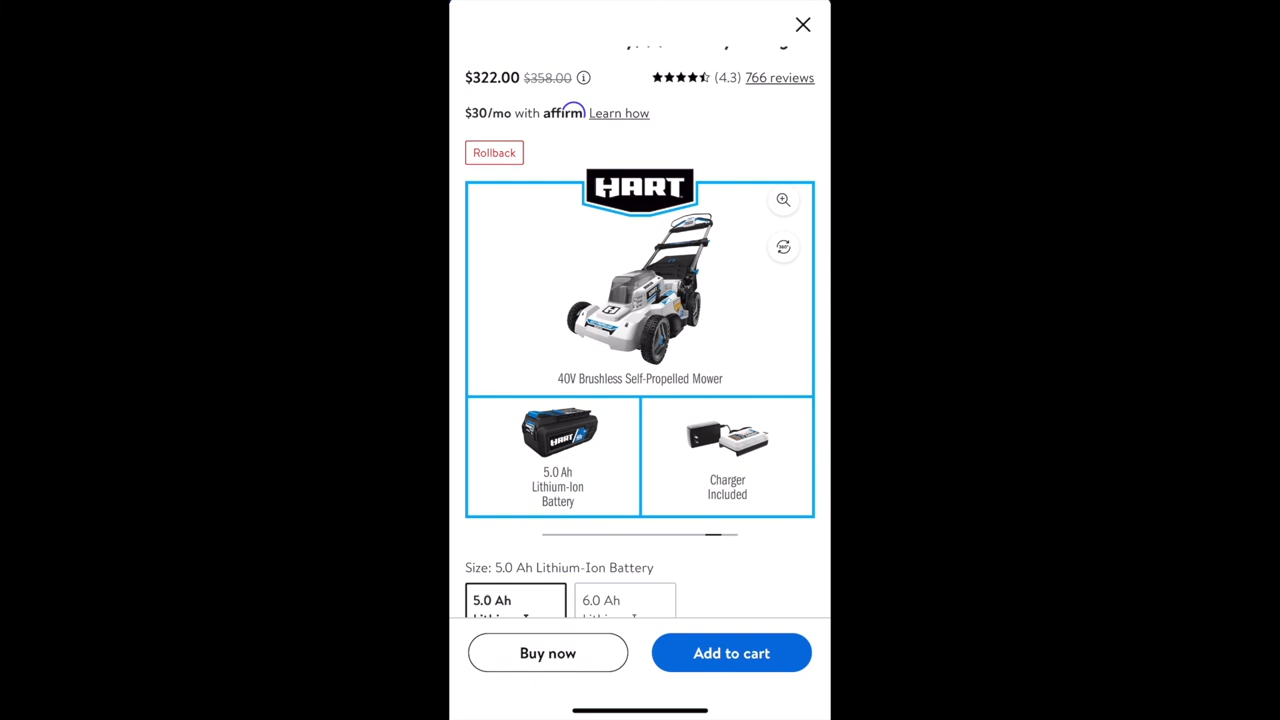 $322.00 $358.00 (4.3) 766 reviews
$30/mo with affirm Learn how
Rollback
HART
360°
40V Brushless Self-Propelled Mower
HART
5.0 Ah
Lithium-Ion
Battery
Charger
Included
Size: 5.0 Ah Lithium-Ion Battery
5.0 Ah
6.0 Ah
Buy now
Add to cart